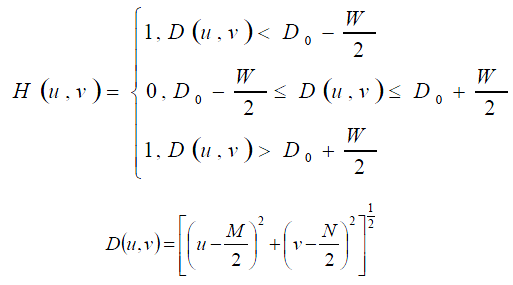 H (u,v) = { 1, D (u,v) < D₀ − W/2
0, D₀ − W/2 ≤ D (u,v) ≤ D₀ + W/2
1, D (u,v) > D₀ + W/2
D(u,v) = [(u − M/2)² + (v − N/2)²]^(1/2)